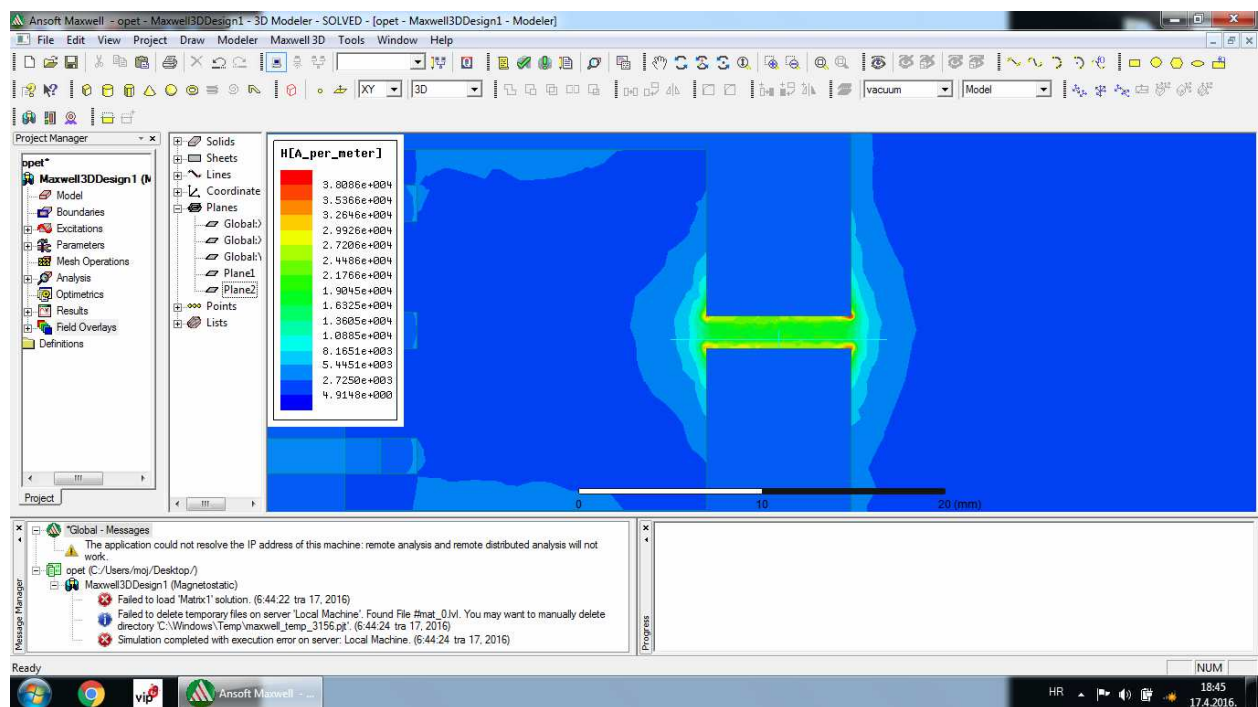 Ansoft Maxwell - opet - Maxwell3DDesign1 - 3D Modeler - SOLVED - [opet - Maxwell3DDesign1 - Modeler]
File Edit View Project Draw Modeler Maxwell 3D Tools Window Help
XY 3D vacuum Model
Project Manager
opet*
Maxwell3DDesign1 (M
Model
Boundaries
Excitations
Parameters
Mesh Operations
Analysis
Optimetrics
Results
Field Overlays
Definitions
Project
Solids
Sheets
Lines
Coordinate
Planes
Global:
Global:
Global:
Plane1
Plane2
Points
Lists
H[A_per_meter]
3.8086e+004
3.5366e+004
3.2646e+004
2.9926e+004
2.7206e+004
2.4486e+004
2.1766e+004
1.9045e+004
1.6325e+004
1.3605e+004
1.0885e+004
8.1651e+003
5.4451e+003
2.7250e+003
4.9148e+000
0 10 20 (mm)
Message Manager
*Global - Messages
The application could not resolve the IP address of this machine: remote analysis and remote distributed analysis will not
work.
opet (C:/Users/moj/Desktop/)
Maxwell3DDesign1 (Magnetostatic)
Failed to load 'Matrix1' solution. (6:44:22 tra 17, 2016)
Failed to delete temporary files on server 'Local Machine'. Found File #mat_0.lvl. You may want to manually delete
directory 'C:\Windows\Temp\maxwell_temp_3156.pjt'. (6:44:24 tra 17, 2016)
Simulation completed with execution error on server: Local Machine. (6:44:24 tra 17, 2016)
Progress
Ready
NUM
vip
Ansoft Maxwell - ...
HR
18:45
17.4.2016.